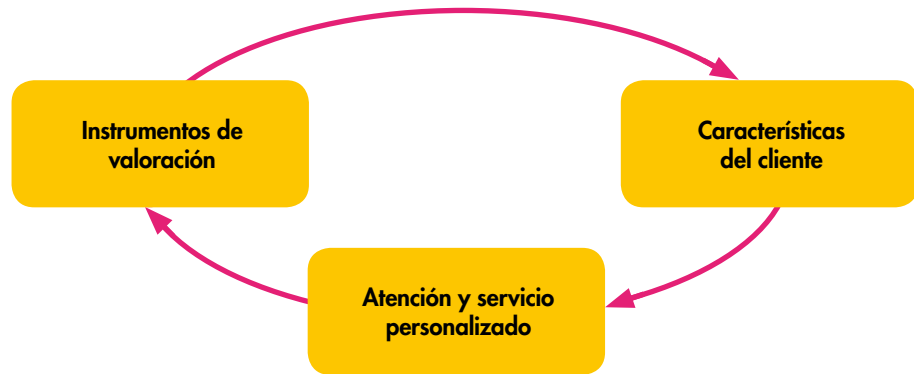 Instrumentos de
valoración
Características
del cliente
Atención y servicio
personalizado